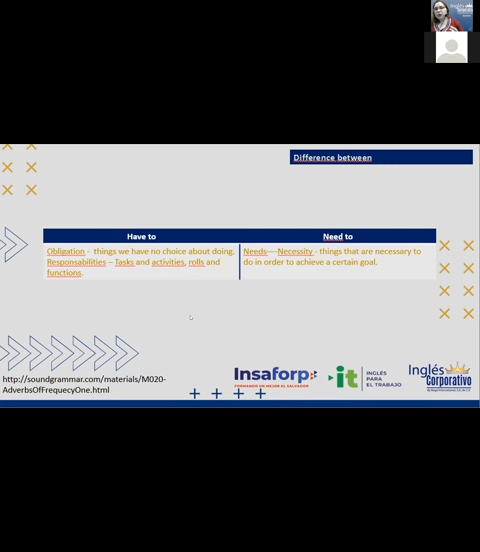 Difference between
Have to
Need to
Obligation - things we have no choice about doing.
Responsabilities – Tasks and activities, rolls and
functions.
Needs----Necessity - things that are necessary to
do in order to achieve a certain goal.
http://soundgrammar.com/materials/M020-
AdverbsOfFrequecyOne.html
Insaforp
FORMANDO UN MEJOR EL SALVADOR
it
INGLÉS
PARA
EL TRABAJO
Inglés
Corporativo